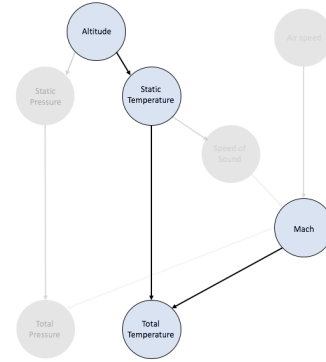 Altitude
Air speed
Static
Pressure
Static
Temperature
Speed of
Sound
Mach
Total
Pressure
Total
Temperature